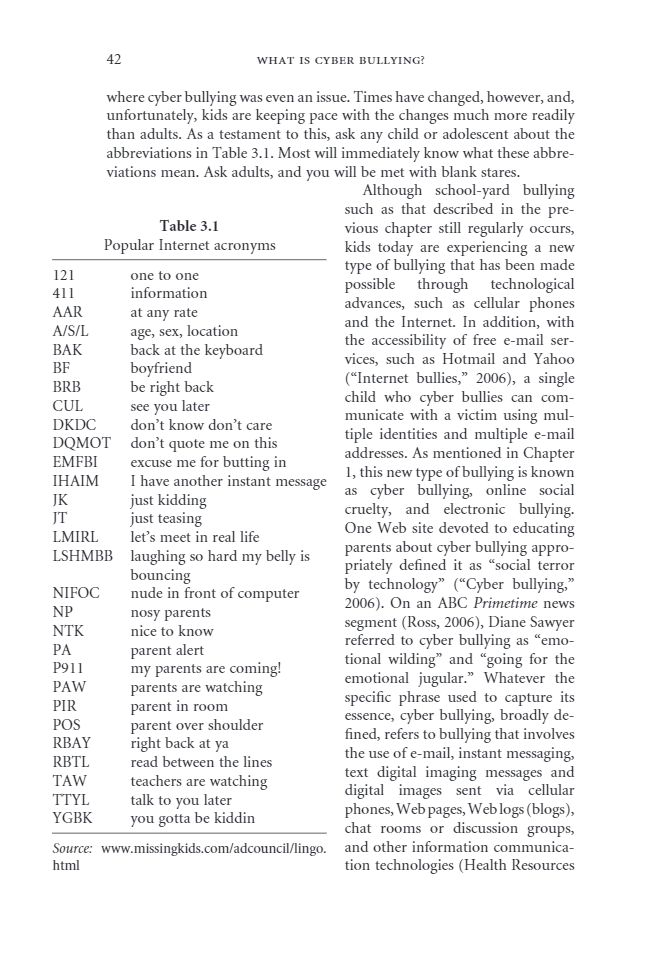 42 WHAT IS CYBER BULLYING?
where cyber bullying was even an issue. Times have changed, however, and,
unfortunately, kids are keeping pace with the changes much more readily
than adults. As a testament to this, ask any child or adolescent about the
abbreviations in Table 3.1. Most will immediately know what these abbre-
viations mean. Ask adults, and you will be met with blank stares.
Table 3.1
Popular Internet acronyms
121 one to one
411 information
AAR at any rate
A/S/L age, sex, location
BAK back at the keyboard
BF boyfriend
BRB be right back
CUL see you later
DKDC don't know don't care
DQMOT don't quote me on this
EMFBI excuse me for butting in
IHAIM I have another instant message
JK just kidding
JT just teasing
LMIRL let's meet in real life
LSHMBB laughing so hard my belly is
bouncing
NIFOC nude in front of computer
NP nosy parents
NTK nice to know
PA parent alert
P911 my parents are coming!
PAW parents are watching
PIR parent in room
POS parent over shoulder
RBAY right back at ya
RBTL read between the lines
TAW teachers are watching
TTYL talk to you later
YGBK you gotta be kiddin
Source: www.missingkids.com/adcouncil/lingo.
html
Although school-yard bullying
such as that described in the pre-
vious chapter still regularly occurs,
kids today are experiencing a new
type of bullying that has been made
possible through technological
advances, such as cellular phones
and the Internet. In addition, with
the accessibility of free e-mail ser-
vices, such as Hotmail and Yahoo
("Internet bullies," 2006), a single
child who cyber bullies can com-
municate with a victim using mul-
tiple identities and multiple e-mail
addresses. As mentioned in Chapter
1, this new type of bullying is known
as cyber bullying, online social
cruelty, and electronic bullying.
One Web site devoted to educating
parents about cyber bullying appro-
priately defined it as "social terror
by technology" ("Cyber bullying,"
2006). On an ABC Primetime news
segment (Ross, 2006), Diane Sawyer
referred to cyber bullying as "emo-
tional wilding" and "going for the
emotional jugular." Whatever the
specific phrase used to capture its
essence, cyber bullying, broadly de-
fined, refers to bullying that involves
the use of e-mail, instant messaging,
text digital imaging messages and
digital images sent via cellular
phones, Web pages, Web logs (blogs),
chat rooms or discussion groups,
and other information communica-
tion technologies (Health Resources